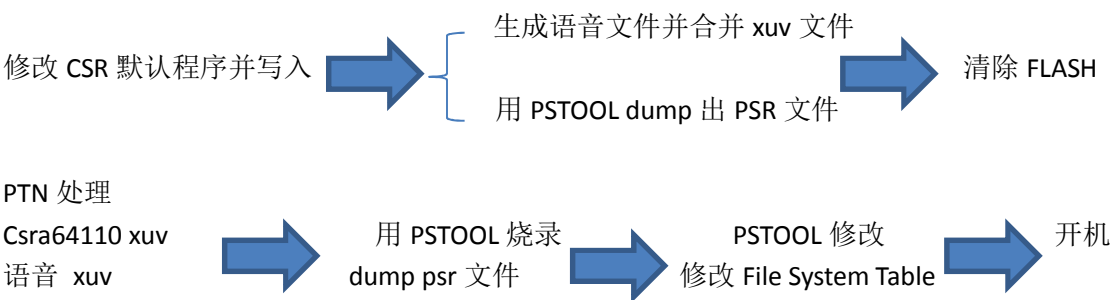 生成语音文件并合并 xuv 文件
修改 CSR 默认程序并写入
清除 FLASH
用 PSTOOL dump 出 PSR 文件
PTN 处理
Csra64110 xuv
语音 xuv
用 PSTOOL 烧录
dump psr 文件
PSTOOL 修改
修改 File System Table
开机